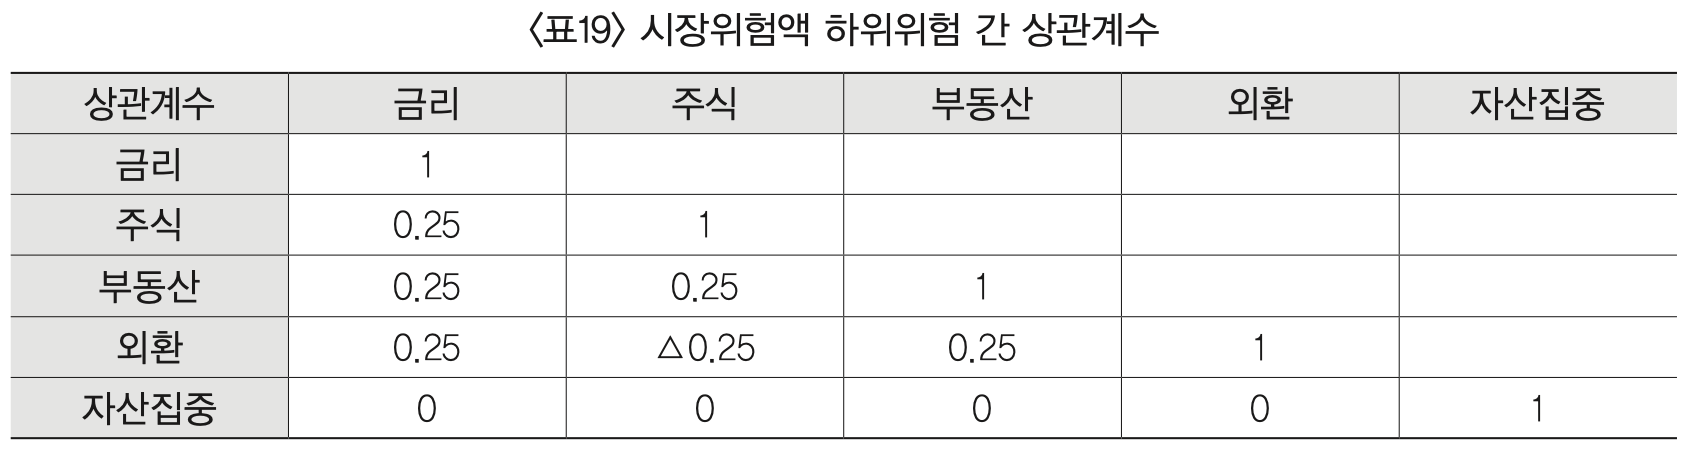 〈표19〉 시장위험액 하위위험 간 상관계수
상관계수 금리 주식 부동산 외환 자산집중
금리 1
주식 0.25 1
부동산 0.25 0.25 1
외환 0.25 △0.25 0.25 1
자산집중 0 0 0 0 1